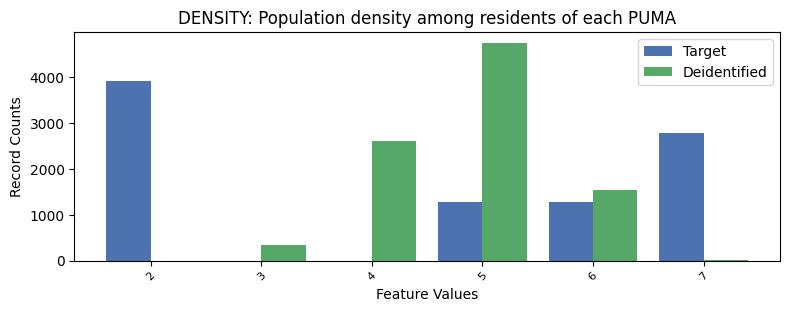 DENSITY: Population density among residents of each PUMA
Target
Deidentified
Record Counts
4000
3000
2000
1000
0
2
3
4
5
6
7
Feature Values